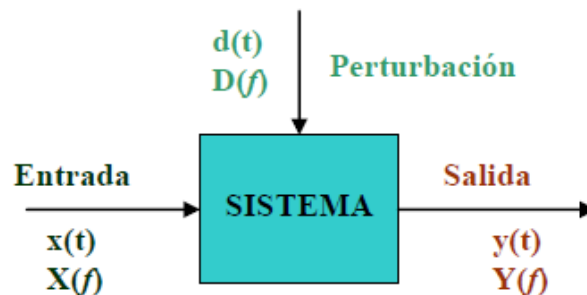 d(t)
D(f)
Perturbación
Entrada
SISTEMA
Salida
x(t)
X(f)
y(t)
Y(f)